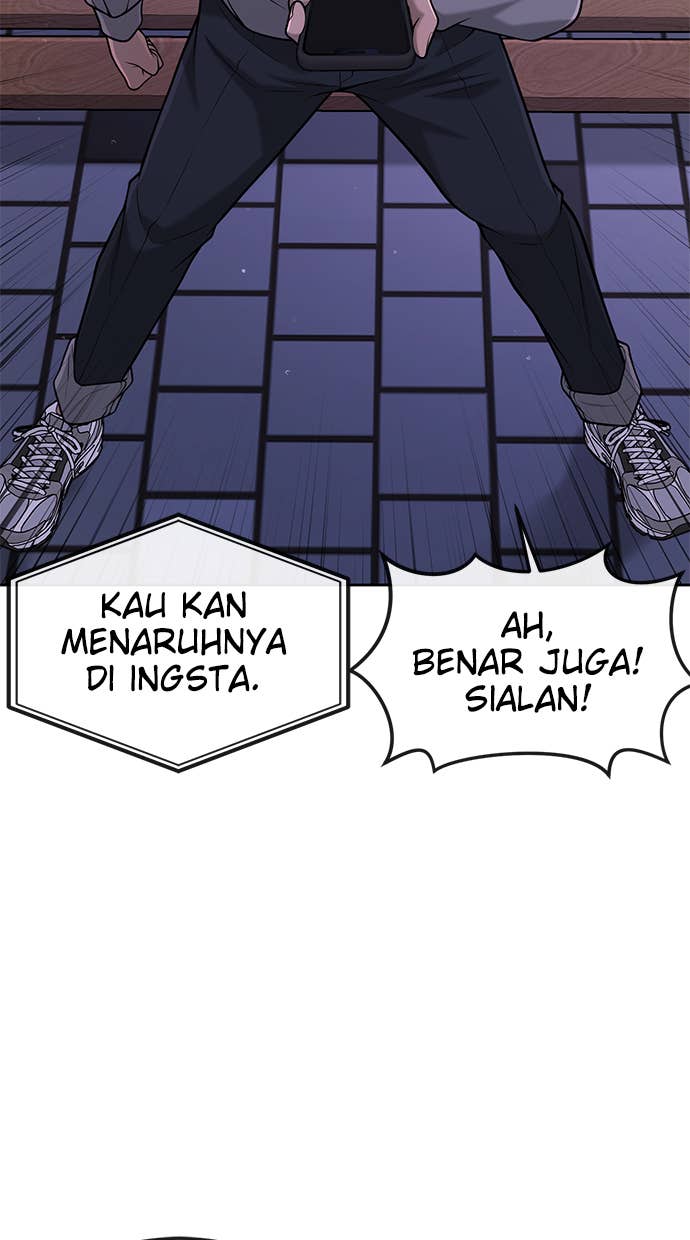 KAU KAN
MENARUHNYA
DI INGSTA.
AH,
BENAR JUGA!
SIALAN!